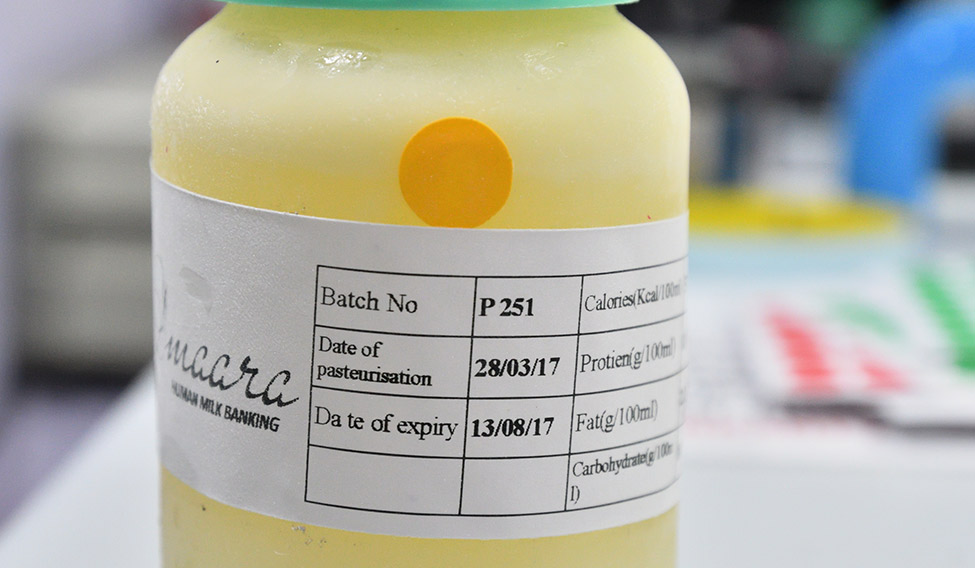 maara
HUMAN MILK BANKING
Batch No P 251 Calories(Kcal/100ml
Date of
pasteurisation 28/03/17 Protien(g/100ml)
Da te of expiry 13/08/17 Fat(g/100ml)
Carbohydrate(g/100m
l)